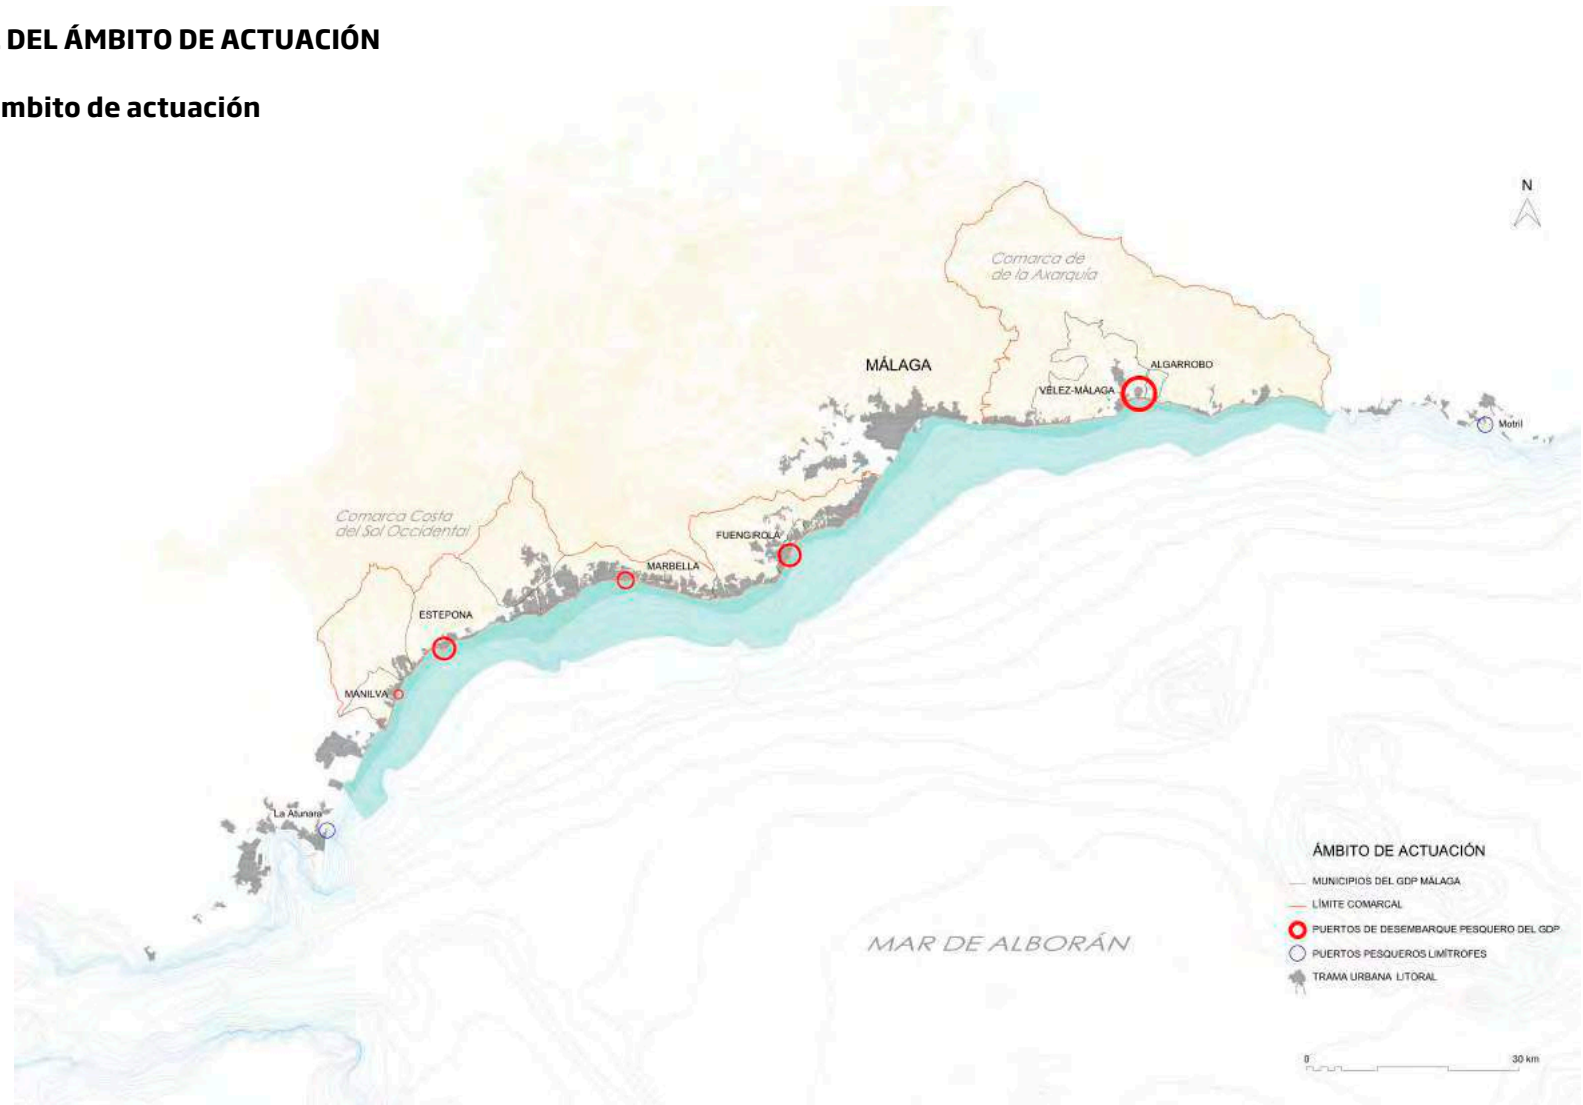 DEL ÁMBITO DE ACTUACIÓN
mbito de actuación
N
Comarca de
de la Axarquía
MÁLAGA
ALGARROBO
VÉLEZ-MÁLAGA
Motril
Comarca Costa
del Sol Occidental
FUENGIROLA
MARBELLA
ESTEPONA
MANILVA
La Atunara
ÁMBITO DE ACTUACIÓN
MUNICIPIOS DEL GDP MÁLAGA
LÍMITE COMARCAL
PUERTOS DE DESEMBARQUE PESQUERO DEL GDP
PUERTOS PESQUEROS LIMÍTROFES
TRAMA URBANA LITORAL
MAR DE ALBORÁN
0 30 km